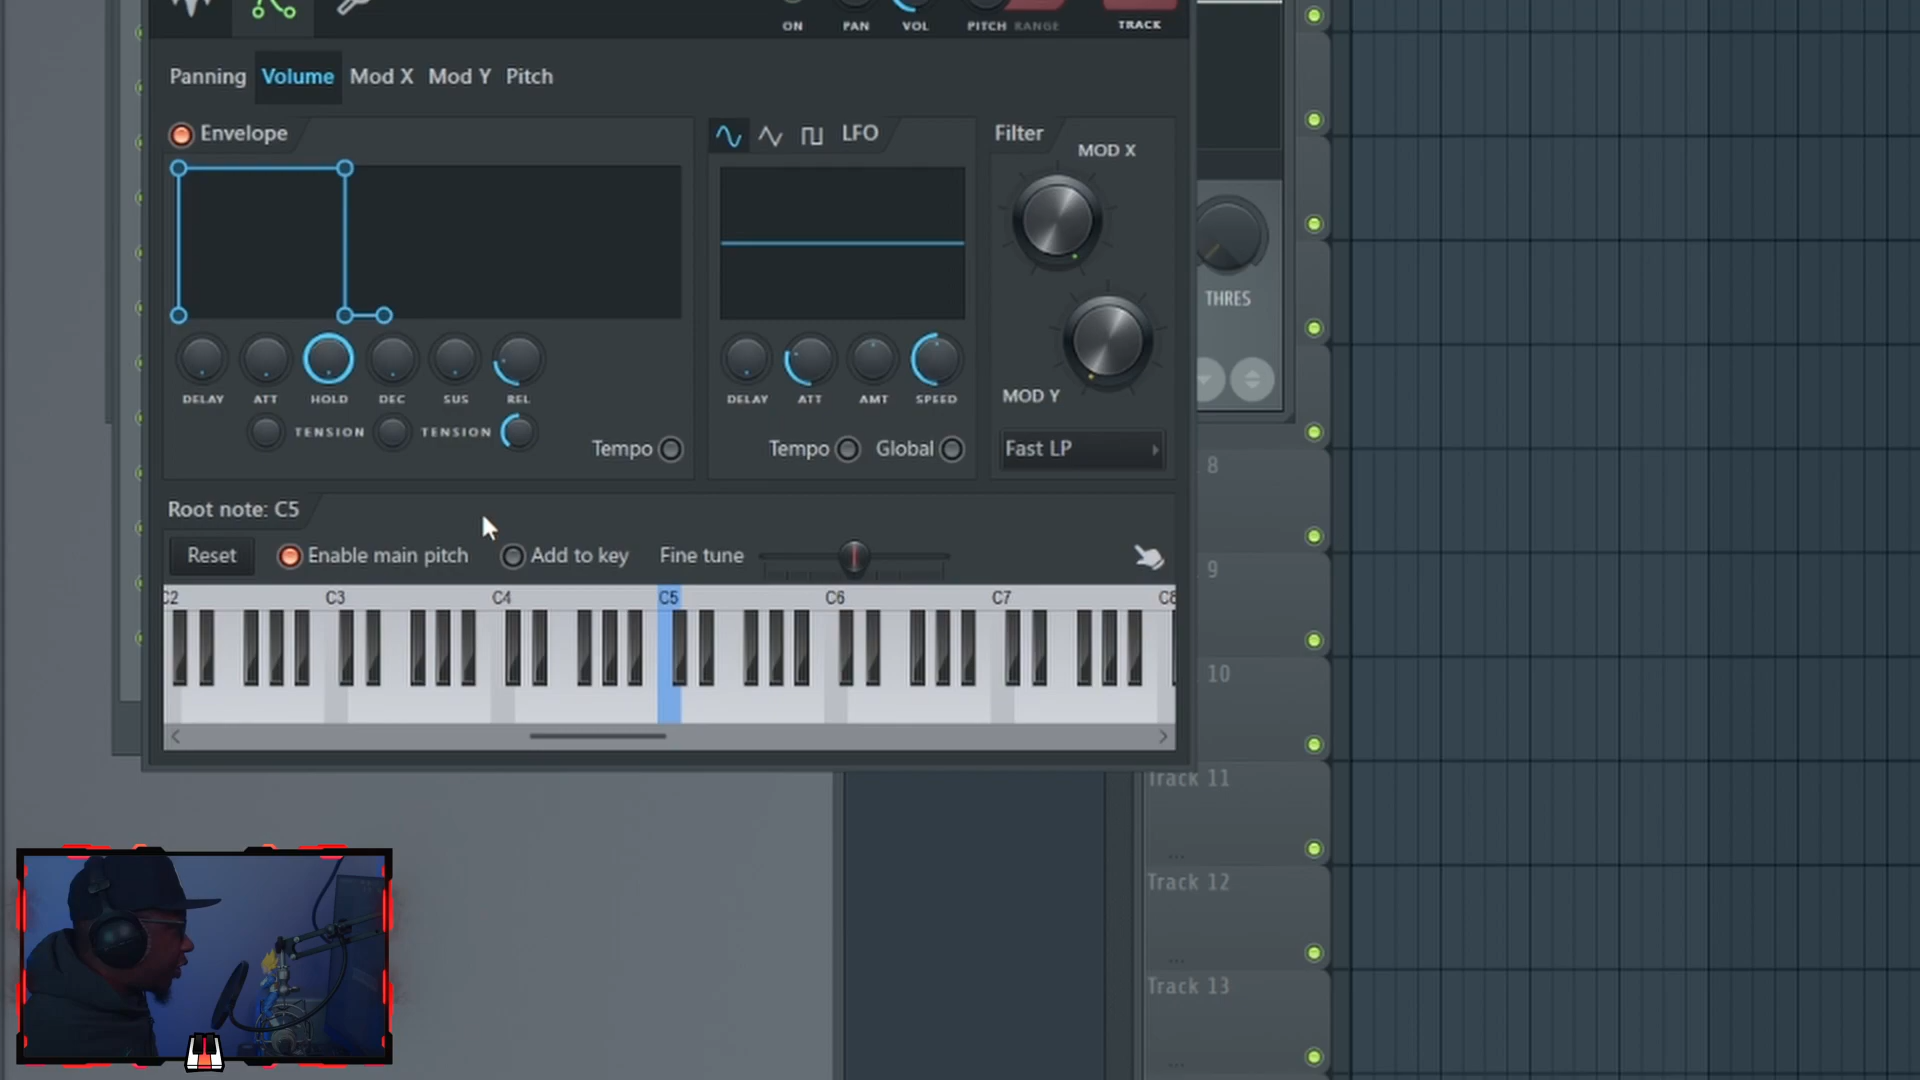 ON PAN VOL PITCH RANGE TRACK
Panning Volume Mod X Mod Y Pitch
Envelope
LFO
Filter
MOD X
THRES
DELAY ATT HOLD DEC SUS REL
DELAY ATT AMT SPEED
MOD Y
TENSION TENSION
Tempo
Tempo Global
Fast LP
8
Root note: C5
Reset Enable main pitch Add to key Fine tune
9
C2 C3 C4 C5 C6 C7 C8
10
Track 11
...
Track 12
...
Track 13
...